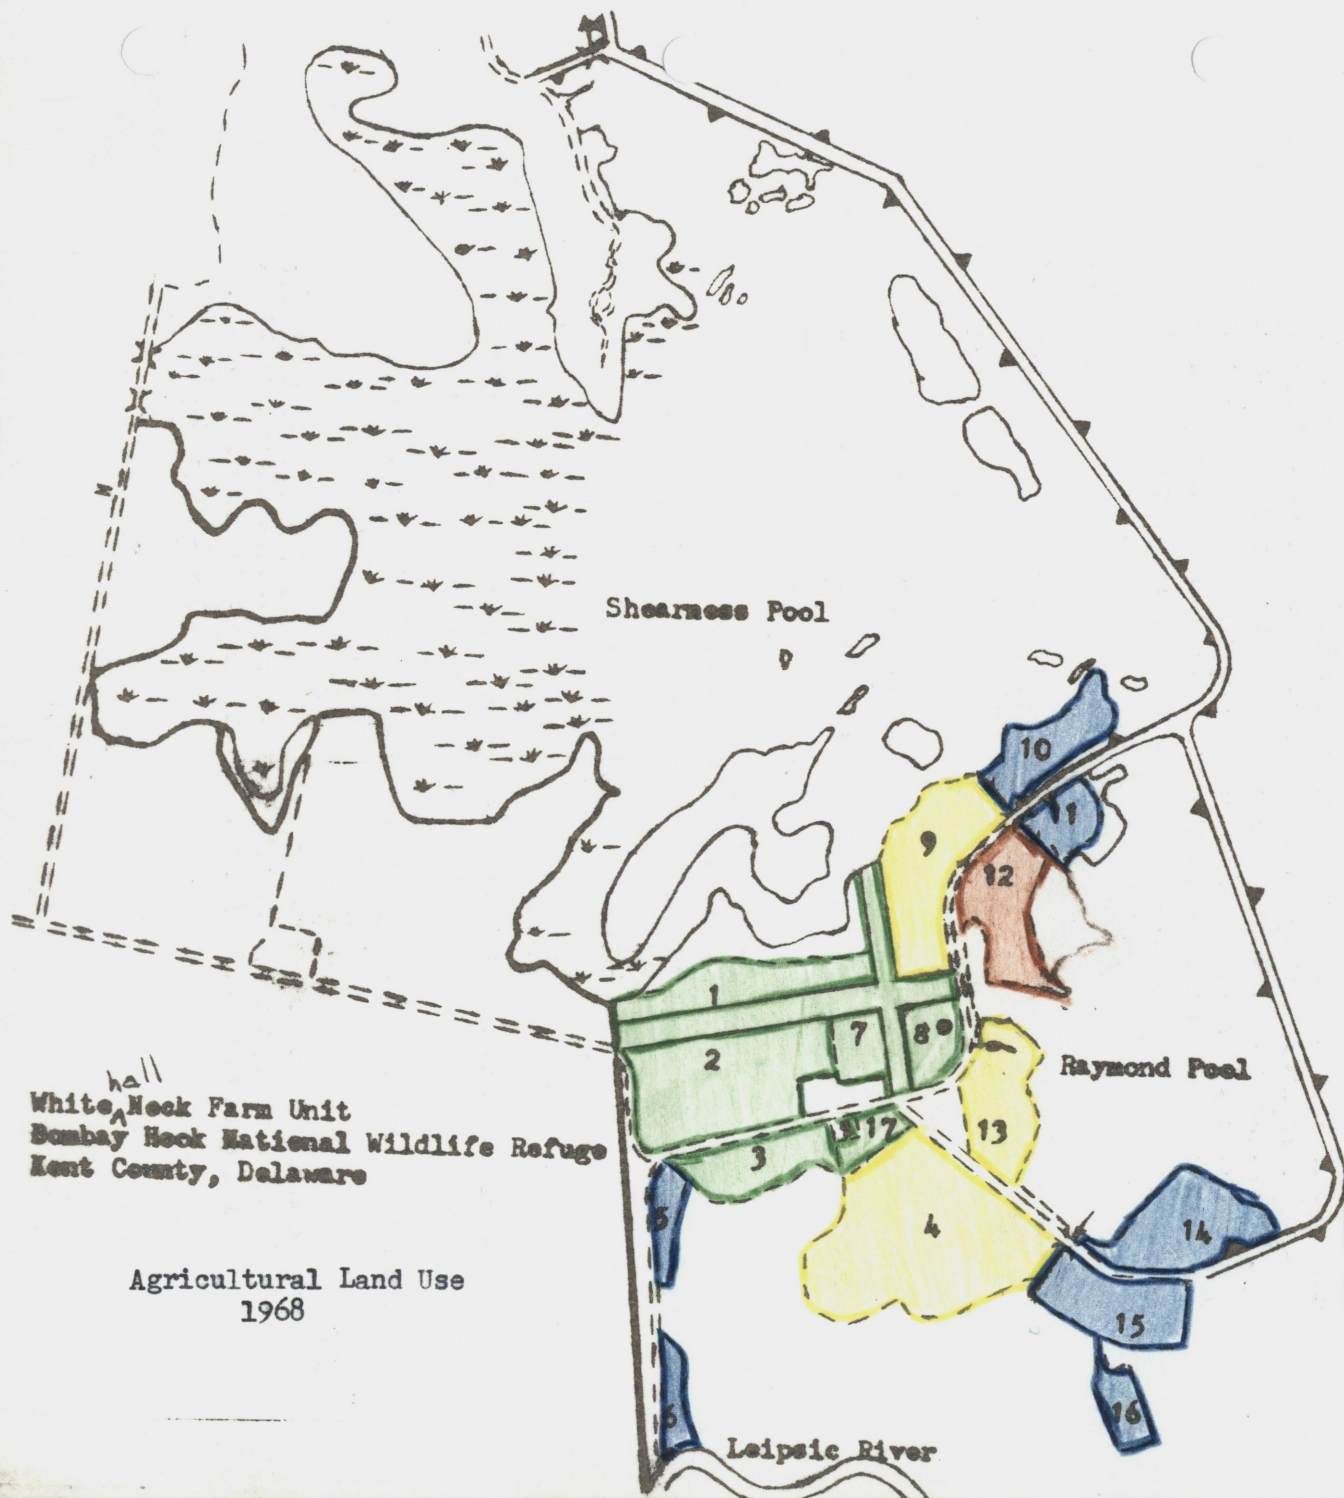 Shearness Pool
10
11
9
12
1
7
8
2
Raymond Pool
hall
White Neck Farm Unit
Bombay Hook National Wildlife Refuge
Kent County, Delaware
17
13
3
5
4
14
Agricultural Land Use
1968
15
16
6
Leipsic River